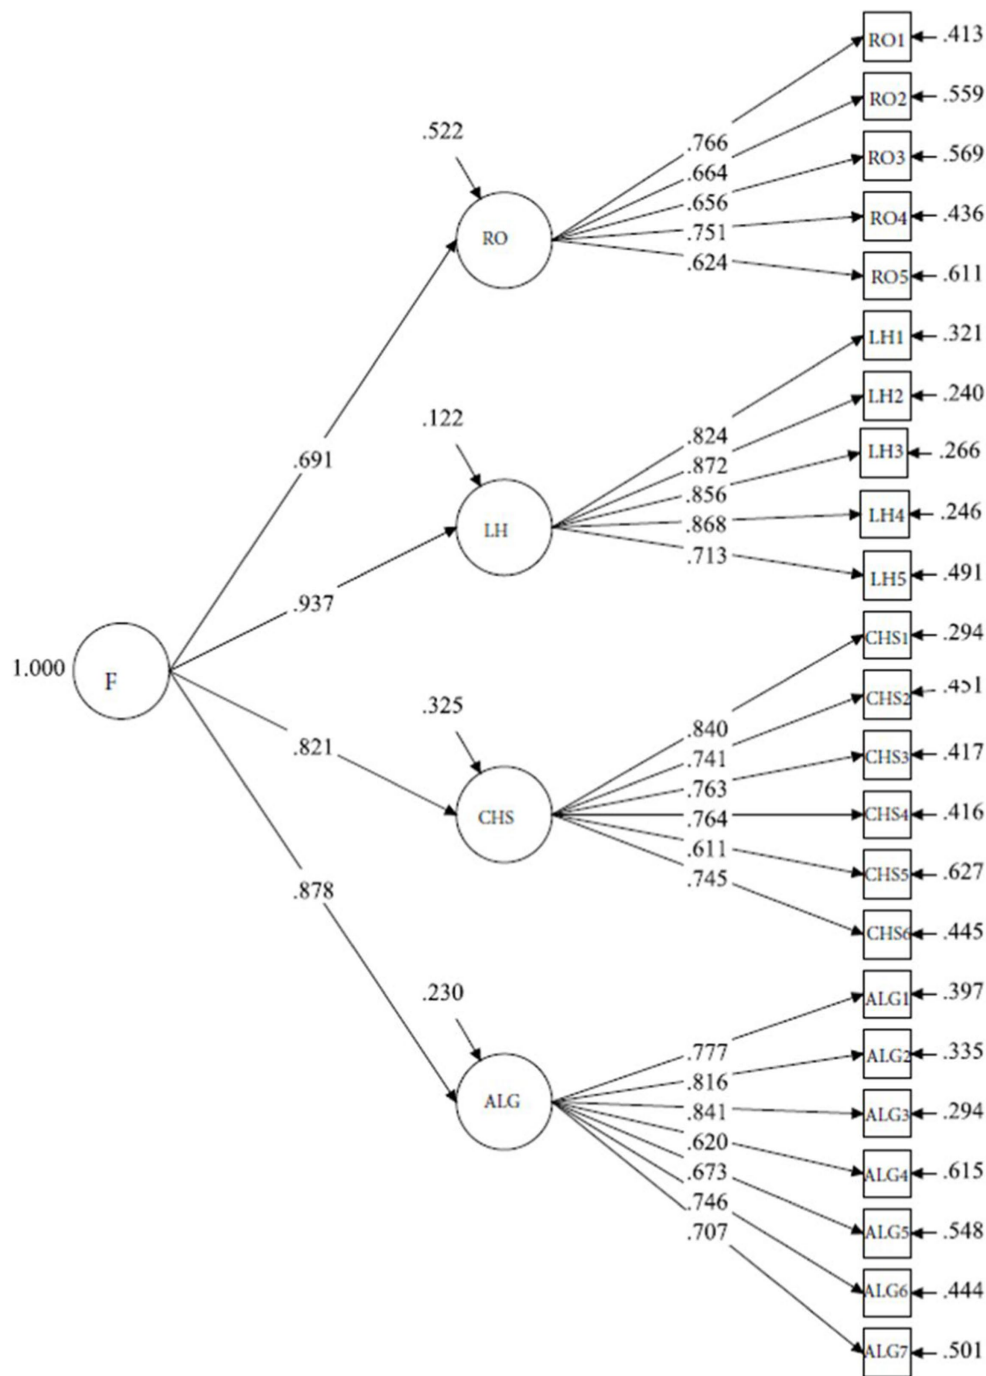 RO1 .413
RO2 .559
RO3 .569
RO4 .436
RO5 .611
.522
RO
.766
.664
.656
.751
.624
LH1 .321
LH2 .240
LH3 .266
LH4 .246
LH5 .491
.122
LH
.824
.872
.856
.868
.713
.691
.937
1.000 F
.821
.878
CHS1 .294
CHS2 .451
CHS3 .417
CHS4 .416
CHS5 .627
CHS6 .445
.325
CHS
.840
.741
.763
.764
.611
.745
ALG1 .397
ALG2 .335
ALG3 .294
ALG4 .615
ALG5 .548
ALG6 .444
ALG7 .501
.230
ALG
.777
.816
.841
.620
.673
.746
.707